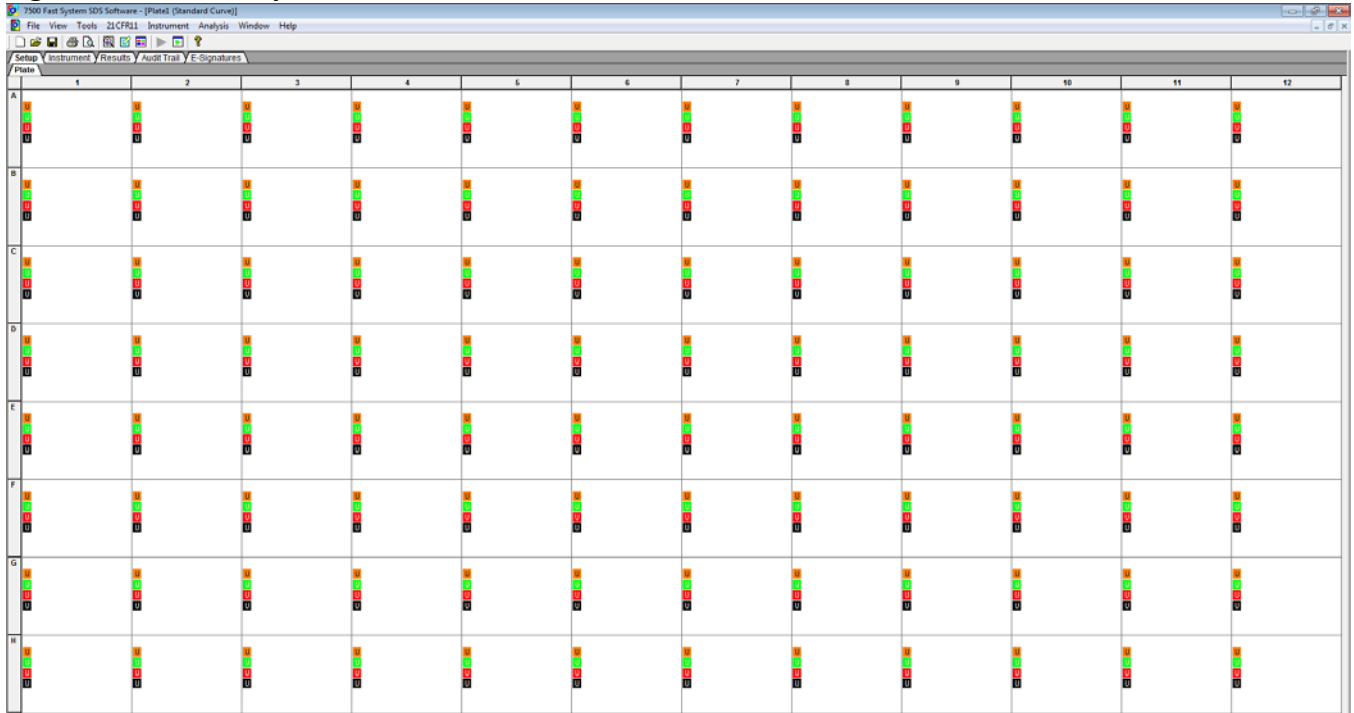 7500 Fast System SDS Software - [Plate1 (Standard Curve)]
File View Tools 21CFR11 Instrument Analysis Window Help
Setup Instrument Results Audit Trail E-Signatures
Plate
2 1 2 3 4 5 6 7 8 9 10 11 12
A
U U U U U U U U U U U U
U U U U U U U U U U U U
U U U U U U U U U U U U
U U U U U U U U U U U U
B
U U U U U U U U U U U U
U U U U U U U U U U U U
U U U U U U U U U U U U
U U U U U U U U U U U U
C
U U U U U U U U U U U U
U U U U U U U U U U U U
U U U U U U U U U U U U
U U U U U U U U U U U U
D
U U U U U U U U U U U U
U U U U U U U U U U U U
U U U U U U U U U U U U
U U U U U U U U U U U U
E
U U U U U U U U U U U U
U U U U U U U U U U U U
U U U U U U U U U U U U
U U U U U U U U U U U U
F
U U U U U U U U U U U U
U U U U U U U U U U U U
U U U U U U U U U U U U
U U U U U U U U U U U U
G
U U U U U U U U U U U U
U U U U U U U U U U U U
U U U U U U U U U U U U
U U U U U U U U U U U U
H
U U U U U U U U U U U U
U U U U U U U U U U U U
U U U U U U U U U U U U
U U U U U U U U U U U U